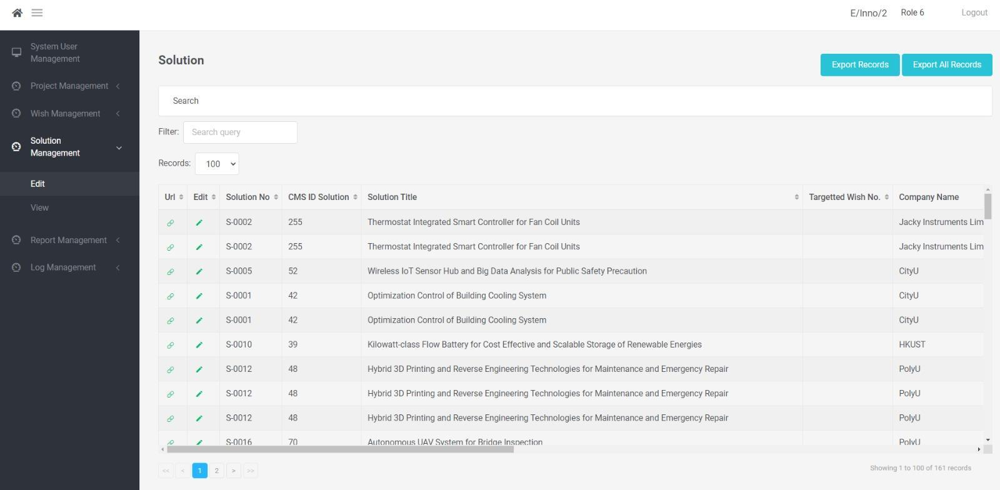 E/Inno/2 Role 6 Logout
System User
Management
Project Management
Wish Management
Solution
Management
Edit
View
Report Management
Log Management
Solution
Export Records Export All Records
Search
Filter: Search query
Records: 100
Url Edit Solution No CMS ID Solution Solution Title Targetted Wish No. Company Name
S-0002 255 Thermostat Integrated Smart Controller for Fan Coil Units Jacky Instruments Lim
S-0002 255 Thermostat Integrated Smart Controller for Fan Coil Units Jacky Instruments Lim
S-0005 52 Wireless IoT Sensor Hub and Big Data Analysis for Public Safety Precaution CityU
S-0001 42 Optimization Control of Building Cooling System CityU
S-0001 42 Optimization Control of Building Cooling System CityU
S-0010 39 Kilowatt-class Flow Battery for Cost Effective and Scalable Storage of Renewable Energies HKUST
S-0012 48 Hybrid 3D Printing and Reverse Engineering Technologies for Maintenance and Emergency Repair PolyU
S-0012 48 Hybrid 3D Printing and Reverse Engineering Technologies for Maintenance and Emergency Repair PolyU
S-0012 48 Hybrid 3D Printing and Reverse Engineering Technologies for Maintenance and Emergency Repair PolyU
S-0016 70 Autonomous UAV System for Bridge Inspection PolyU
<< < 1 2 > >> Showing 1 to 100 of 161 records